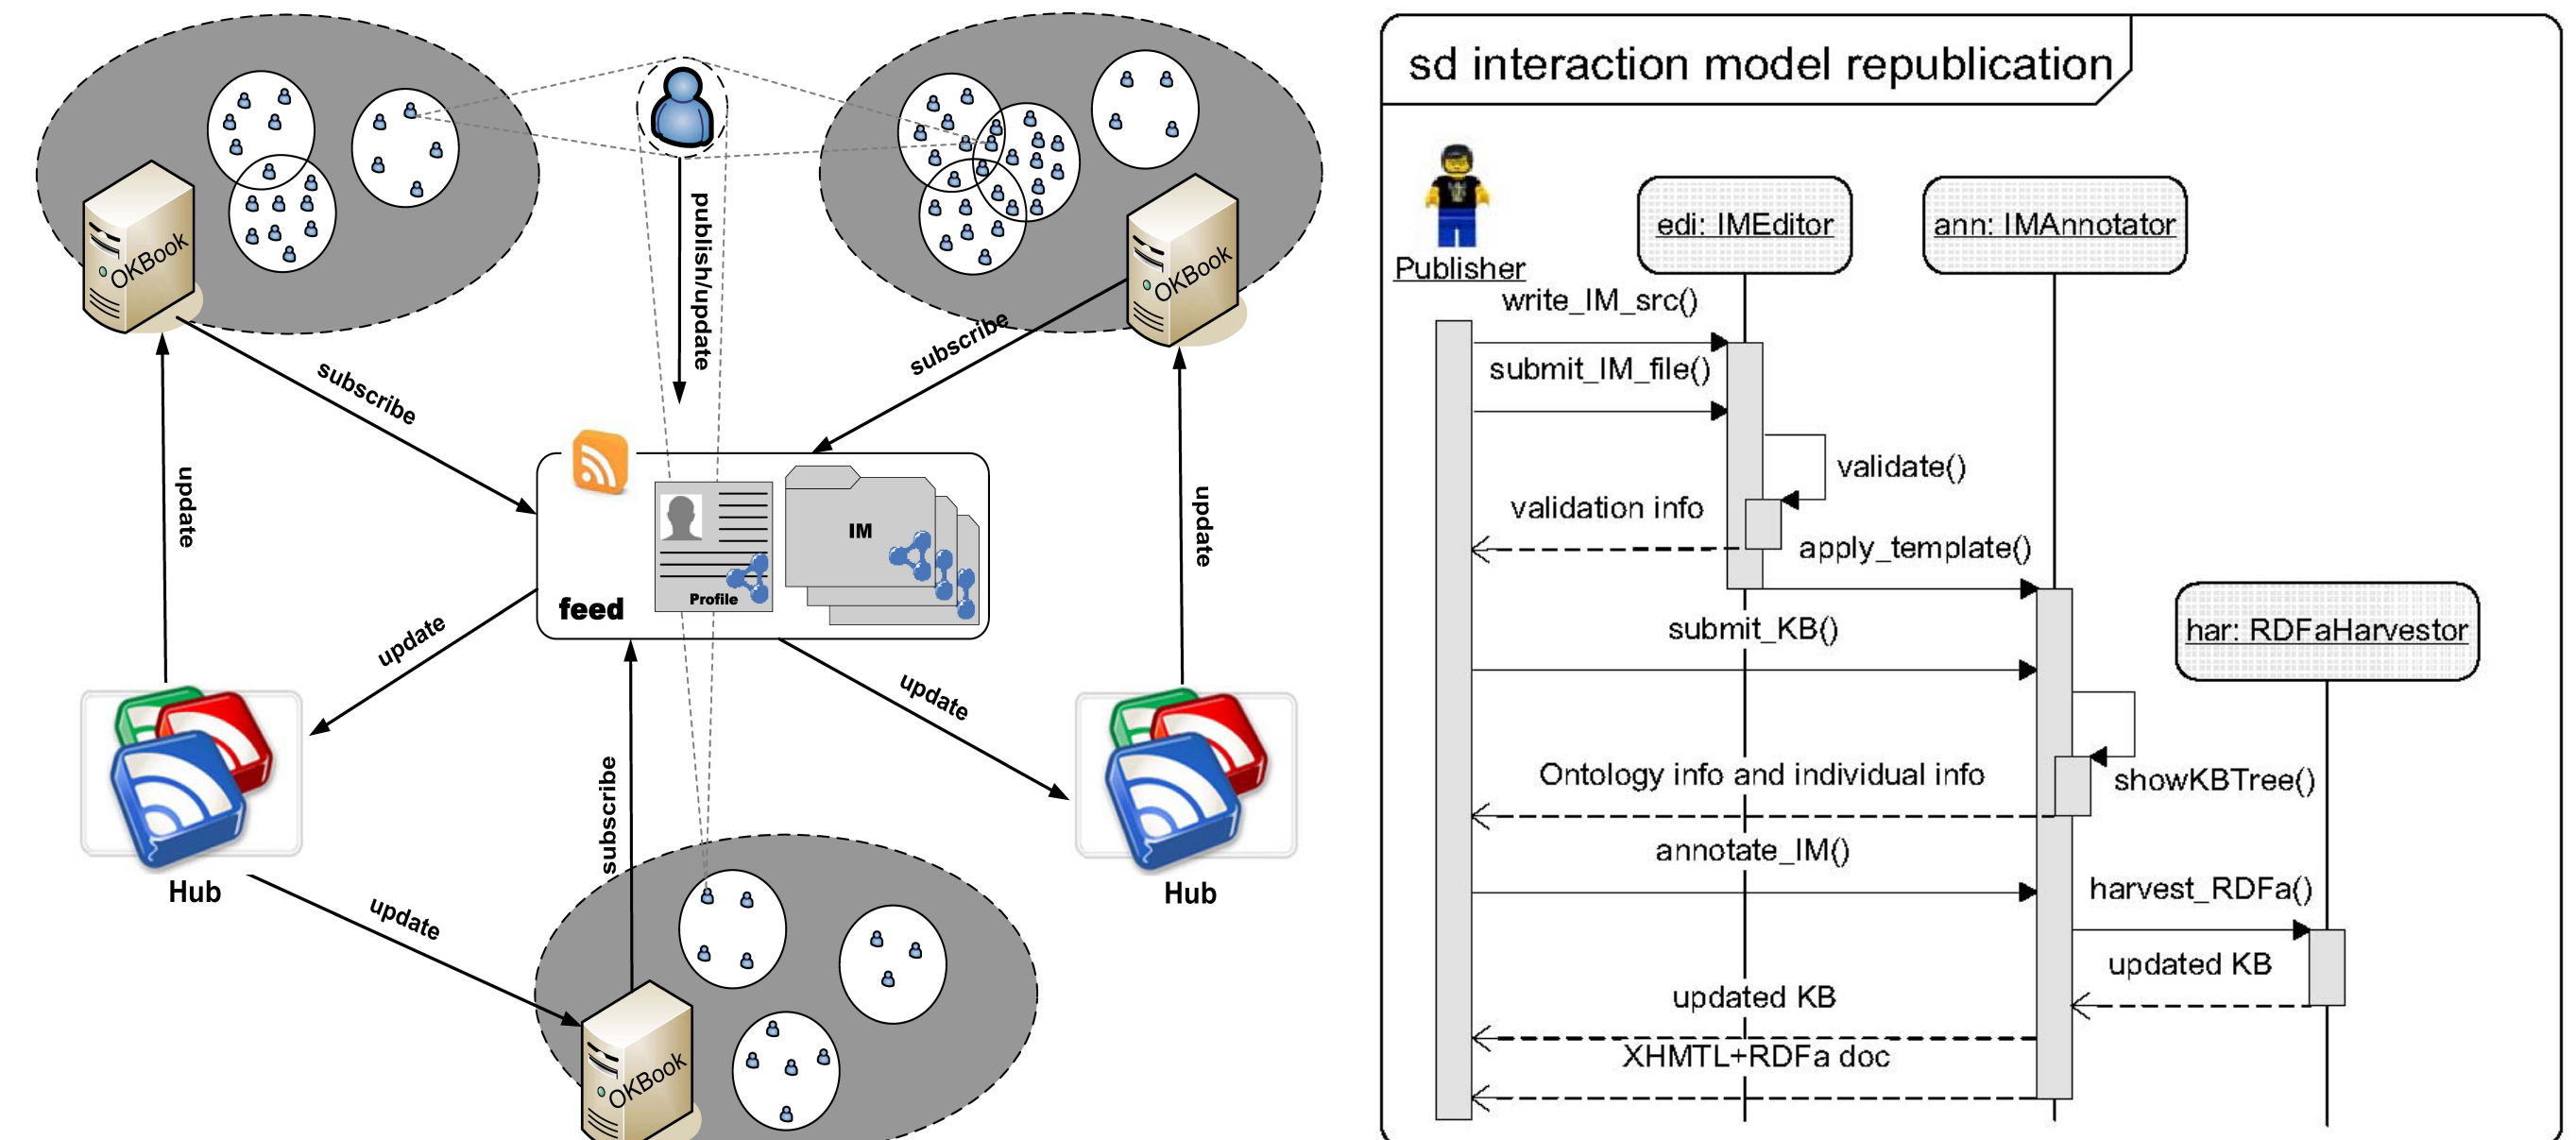 OKBook
publish/update
OKBook
subscribe
subscribe
update
update
IM
Profile
feed
update
update
subscribe
Hub
Hub
update
OKBook
sd interaction model republication
Publisher
edi: IMEditor
ann: IMAnnotator
write_IM_src()
submit_IM_file()
validate()
validation info
apply_template()
submit_KB()
har: RDFaHarvestor
Ontology info and individual info
showKBTree()
annotate_IM()
harvest_RDFa()
updated KB
updated KB
XHMTL+RDFa doc